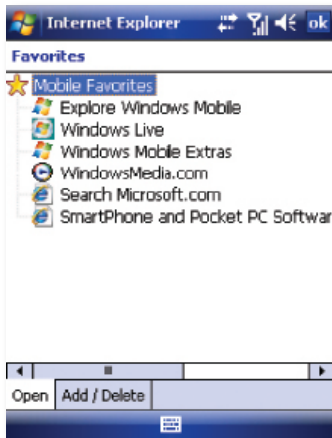 Internet Explorer ok
Favorites
Mobile Favorites
Explore Windows Mobile
Windows Live
Windows Mobile Extras
WindowsMedia.com
Search Microsoft.com
SmartPhone and Pocket PC Softwar
Open Add / Delete